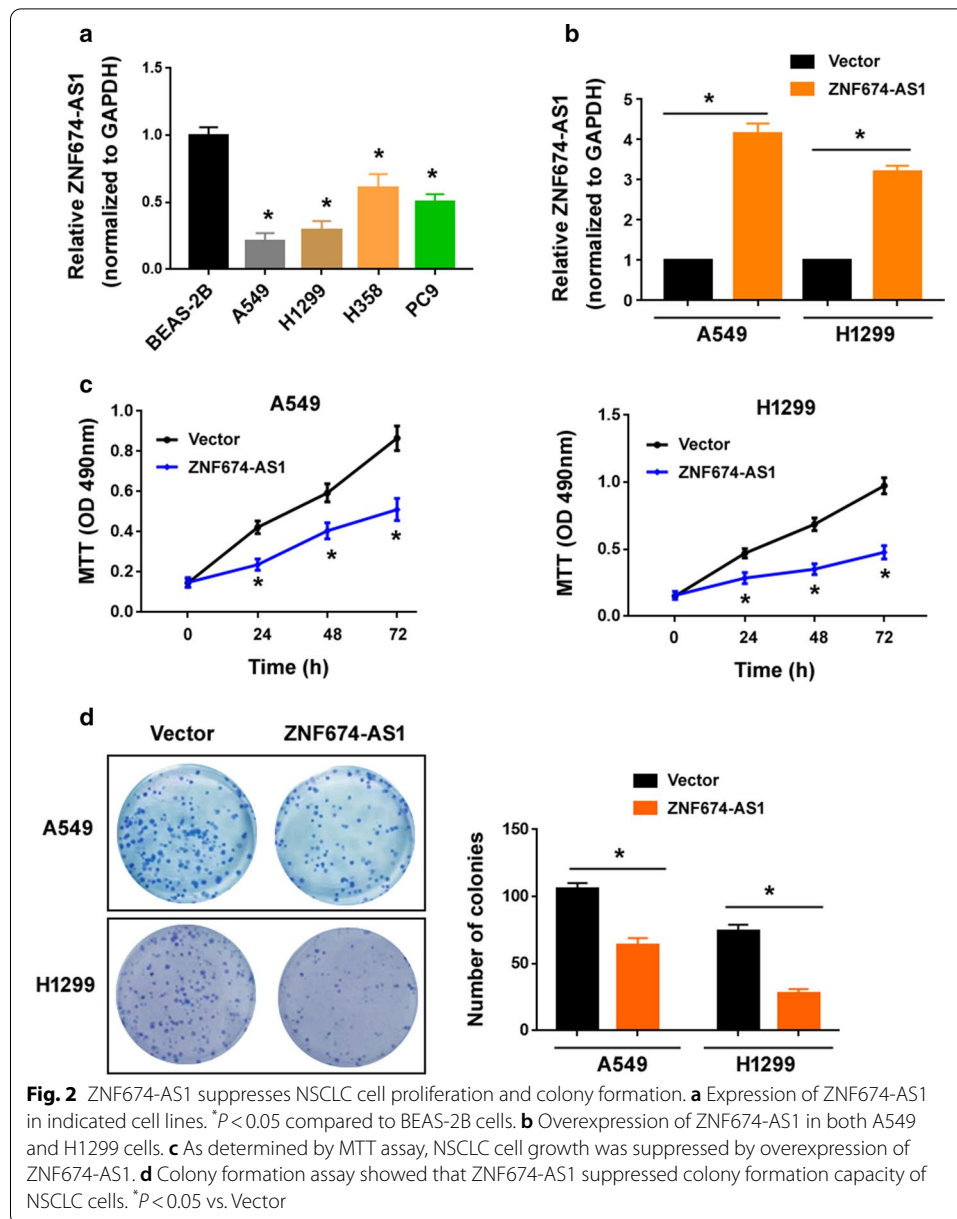 a
Relative ZNF674-AS1
(normalized to GAPDH)
1.5
1.0
0.5
0.0
*
*
*
*
BEAS-2B
A549
H1299
H358
PC9
b
Vector
ZNF674-AS1
Relative ZNF674-AS1
(normalized to GAPDH)
5
4
3
2
1
0
*
*
A549
H1299
c
A549
Vector
ZNF674-AS1
MTT (OD 490nm)
1.0
0.8
0.6
0.4
0.2
0.0
*
*
*
0 24 48 72
Time (h)
H1299
Vector
ZNF674-AS1
MTT (OD 490nm)
1.5
1.0
0.5
0.0
*
*
*
0 24 48 72
Time (h)
d
Vector ZNF674-AS1
A549
H1299
Vector
ZNF674-AS1
Number of colonies
150
100
50
0
*
*
A549
H1299
Fig. 2 ZNF674-AS1 suppresses NSCLC cell proliferation and colony formation. a Expression of ZNF674-AS1
in indicated cell lines. *P < 0.05 compared to BEAS-2B cells. b Overexpression of ZNF674-AS1 in both A549
and H1299 cells. c As determined by MTT assay, NSCLC cell growth was suppressed by overexpression of
ZNF674-AS1. d Colony formation assay showed that ZNF674-AS1 suppressed colony formation capacity of
NSCLC cells. *P < 0.05 vs. Vector